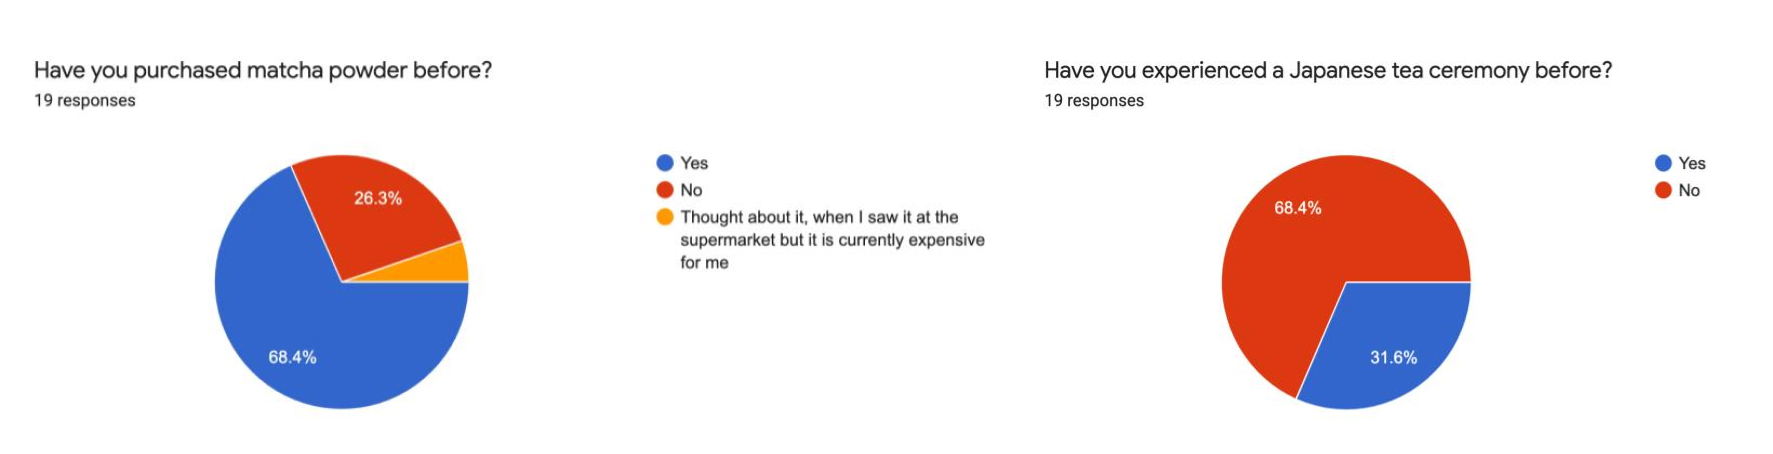 Have you purchased matcha powder before?
19 responses
26.3%
68.4%
Yes
No
Thought about it, when I saw it at the
supermarket but it is currently expensive
for me
Have you experienced a Japanese tea ceremony before?
19 responses
68.4%
31.6%
Yes
No